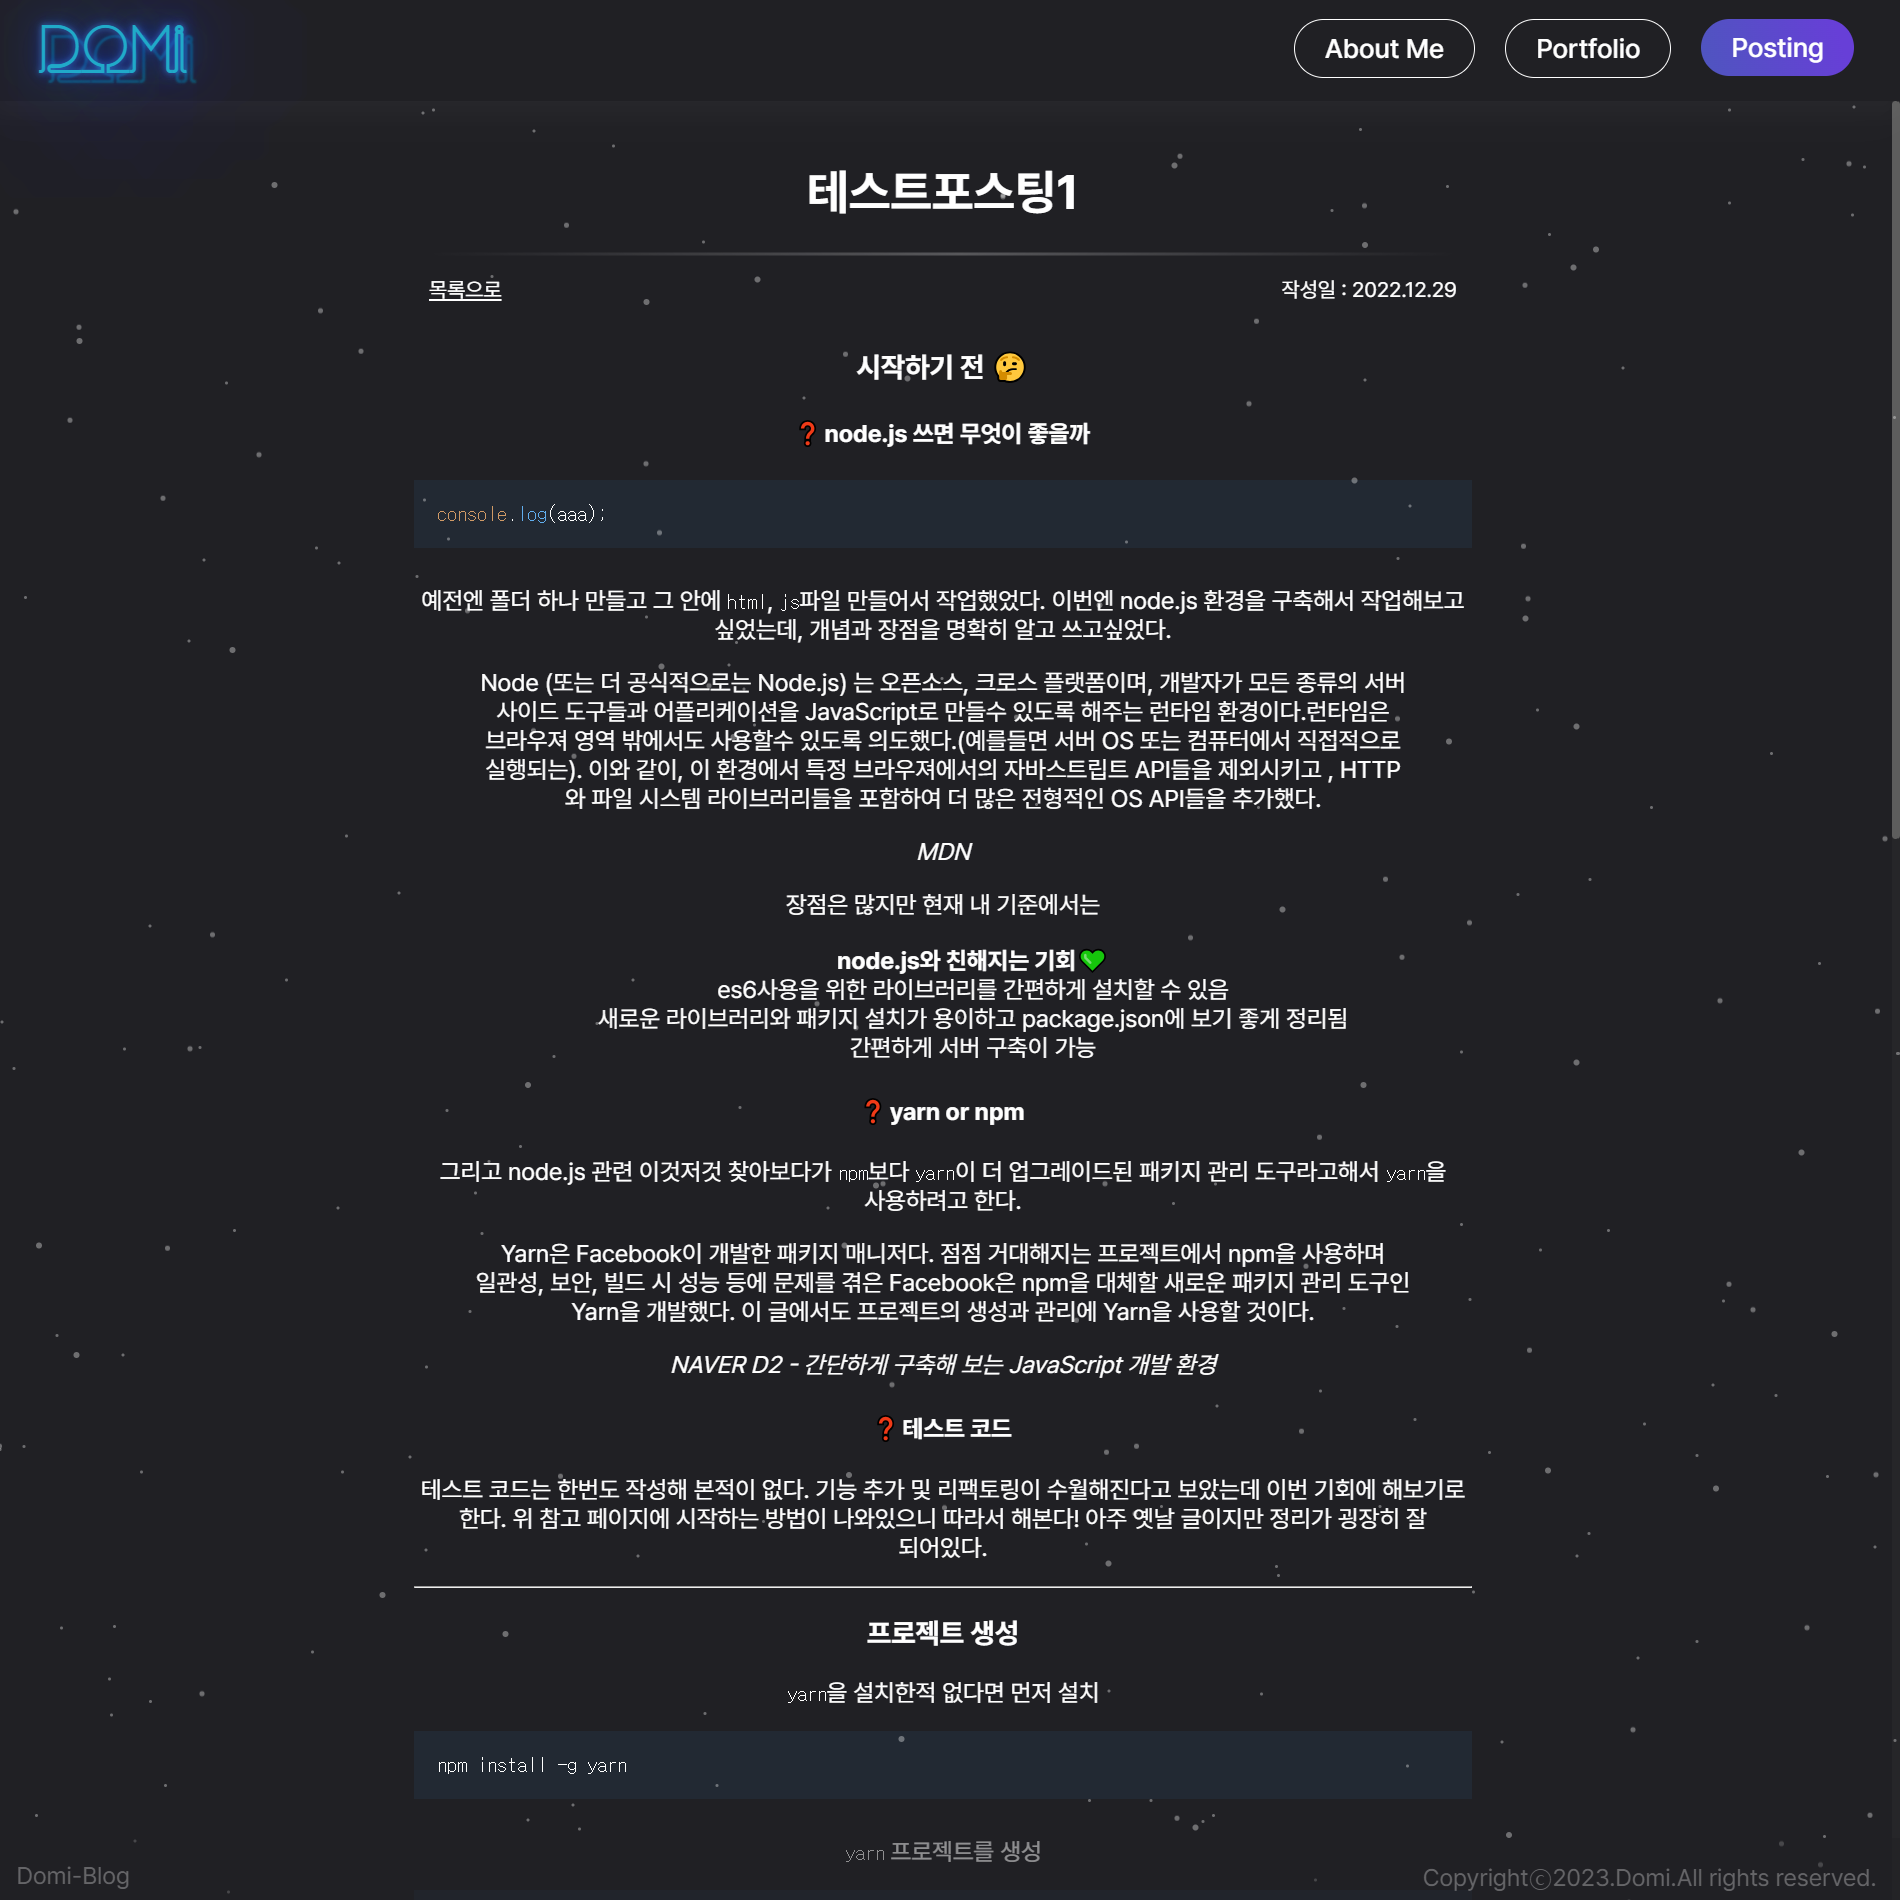 DOMi
About Me
Portfolio
Posting
테스트포스팅1
목록으로
작성일 : 2022.12.29
시작하기 전 🤔
❓ node.js 쓰면 무엇이 좋을까
console.log(aaa);
예전엔 폴더 하나 만들고 그 안에 html, js파일 만들어서 작업했었다. 이번엔 node.js 환경을 구축해서 작업해보고
싶었는데, 개념과 장점을 명확히 알고 쓰고싶었다.
Node (또는 더 공식적으로는 Node.js) 는 오픈소스, 크로스 플랫폼이며, 개발자가 모든 종류의 서버
사이드 도구들과 어플리케이션을 JavaScript로 만들수 있도록 해주는 런타임 환경이다.런타임은
브라우져 영역 밖에서도 사용할수 있도록 의도했다.(예를들면 서버 OS 또는 컴퓨터에서 직접적으로
실행되는). 이와 같이, 이 환경에서 특정 브라우져에서의 자바스트립트 API들을 제외시키고 , HTTP
와 파일 시스템 라이브러리들을 포함하여 더 많은 전형적인 OS API들을 추가했다.
MDN
장점은 많지만 현재 내 기준에서는
node.js와 친해지는 기회💚
es6사용을 위한 라이브러리를 간편하게 설치할 수 있음
새로운 라이브러리와 패키지 설치가 용이하고 package.json에 보기 좋게 정리됨
간편하게 서버 구축이 가능
❓ yarn or npm
그리고 node.js 관련 이것저것 찾아보다가 npm보다 yarn이 더 업그레이드된 패키지 관리 도구라고해서 yarn을
사용하려고 한다.
Yarn은 Facebook이 개발한 패키지 매니저다. 점점 거대해지는 프로젝트에서 npm을 사용하며
일관성, 보안, 빌드 시 성능 등에 문제를 겪은 Facebook은 npm을 대체할 새로운 패키지 관리 도구인
Yarn을 개발했다. 이 글에서도 프로젝트의 생성과 관리에 Yarn을 사용할 것이다.
NAVER D2 - 간단하게 구축해 보는 JavaScript 개발 환경
❓ 테스트 코드
테스트 코드는 한번도 작성해 본적이 없다. 기능 추가 및 리팩토링이 수월해진다고 보았는데 이번 기회에 해보기로
한다. 위 참고 페이지에 시작하는 방법이 나와있으니 따라서 해본다! 아주 옛날 글이지만 정리가 굉장히 잘
되어있다.
프로젝트 생성
yarn을 설치한적 없다면 먼저 설치
npm install -g yarn
yarn 프로젝트를 생성
Domi-Blog
Copyrightⓒ2023.Domi.All rights reserved.